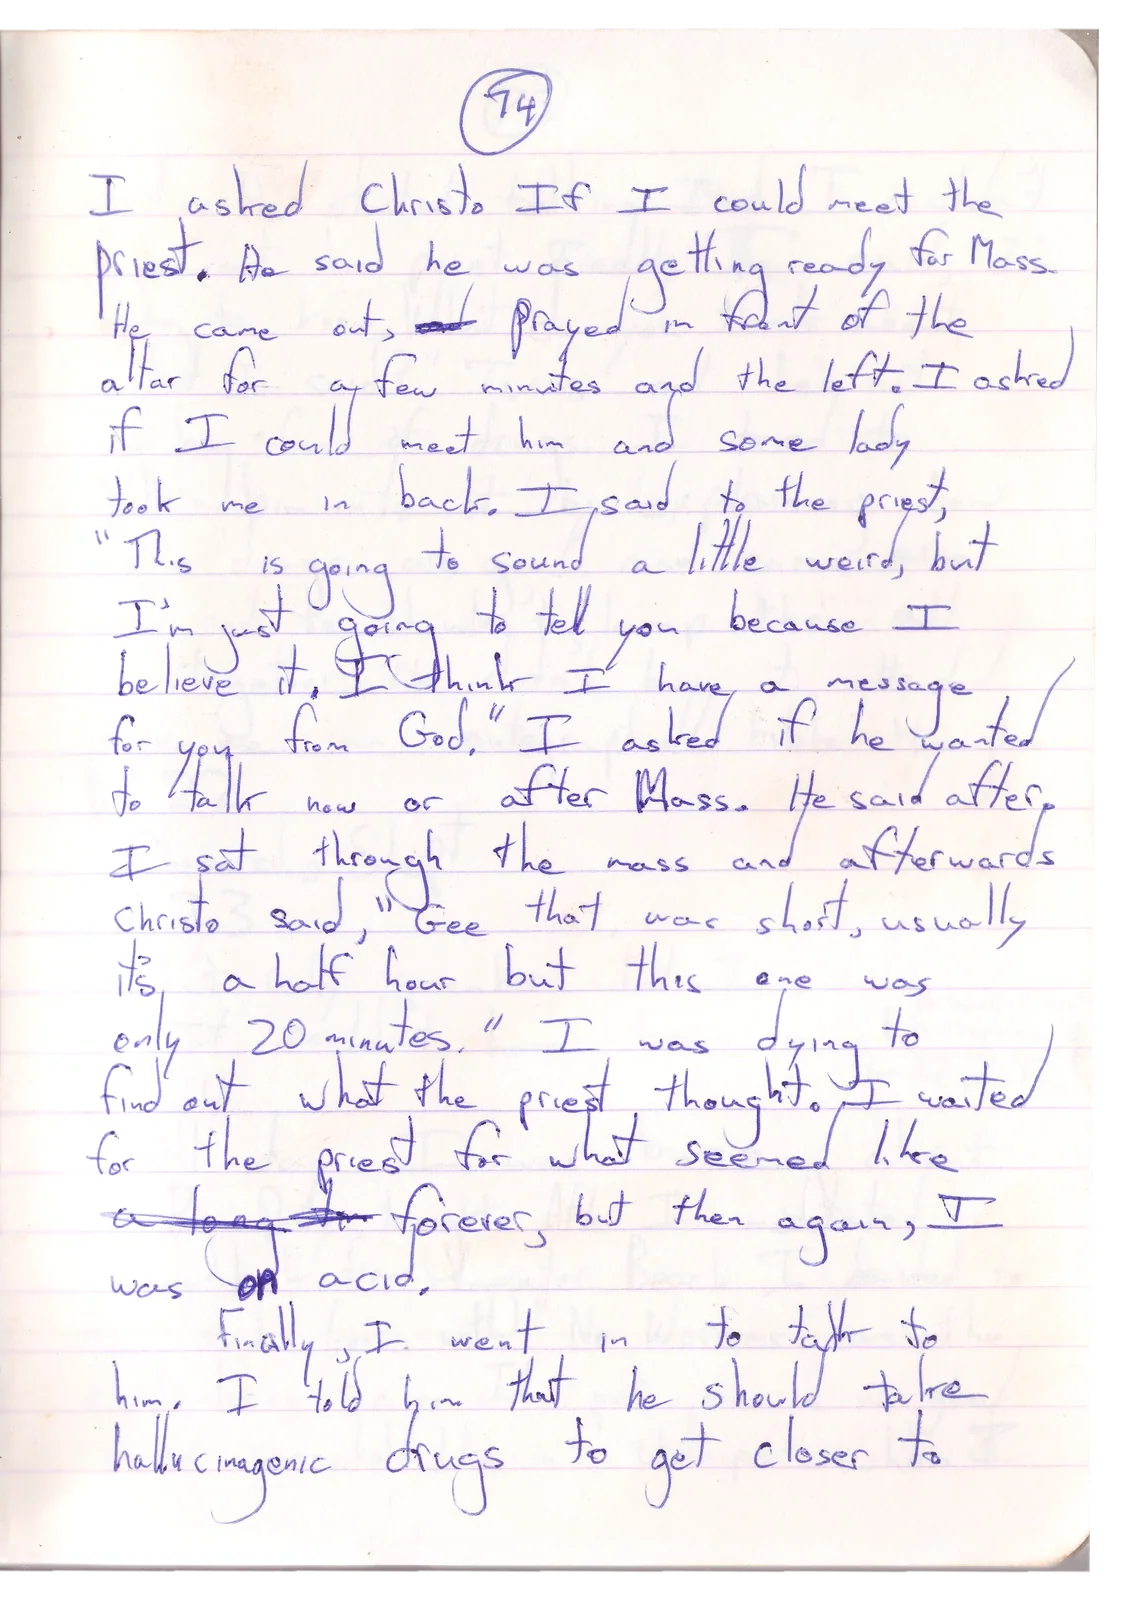 94
I asked Christo If I could meet the
priest. He said he was getting ready for Mass.
He came out, prayed in front of the
altar for a few minutes and the left. I asked
if I could meet him and some lady
took me in back. I said to the priest,
"This is going to sound a little weird, but
I'm just going to tell you because I
believe it. I think I have a message
for you from God." I asked if he wanted
to talk now or after Mass. He said after.
I sat through the mass and afterwards
Christo said, "Gee that was short, usually
it's a half hour but this one was
only 20 minutes." I was dying to
find out what the priest thought. I waited
for the priest for what seemed like
a long forever, but then again, I
was on acid.
Finally, I went in to talk to
him. I told him that he should take
hallucinagenic drugs to get closer to